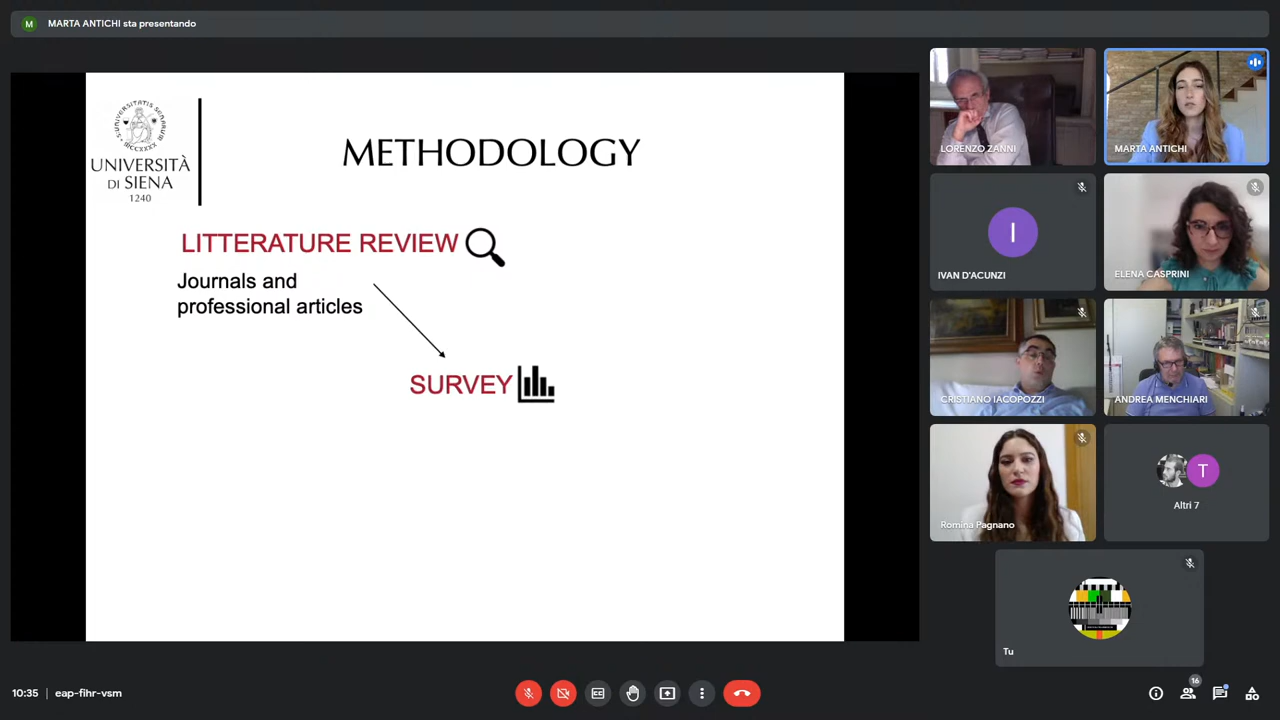 M MARTA ANTICHI sta presentando
UNIVERSITÀ
DI SIENA
1240
METHODOLOGY
LITTERATURE REVIEW
Journals and
professional articles
SURVEY
LORENZO ZANNI
MARTA ANTICHI
I
IVAN D'ACUNZI
ELENA CASPRINI
CRISTIANO IACOPOZZI
ANDREA MENCHIARI
Romina Pagnano
T
Altri 7
Tu
10:35 | eap-fihr-vsm
CC
16